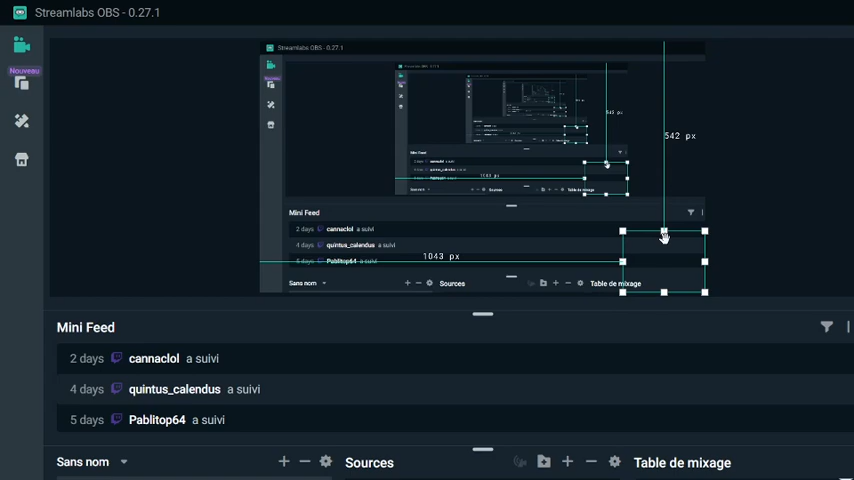 Streamlabs OBS - 0.27.1
Nouveau
Streamlabs OBS - 0.27.1
542 px
Mini Feed
2 days cannaclol a suivi
4 days quintus_calendus a suivi
5 days Pablitop64 a suivi
1043 px
Sans nom Sources Table de mixage
Mini Feed
2 days cannaclol a suivi
4 days quintus_calendus a suivi
5 days Pablitop64 a suivi
Sans nom Sources Table de mixage